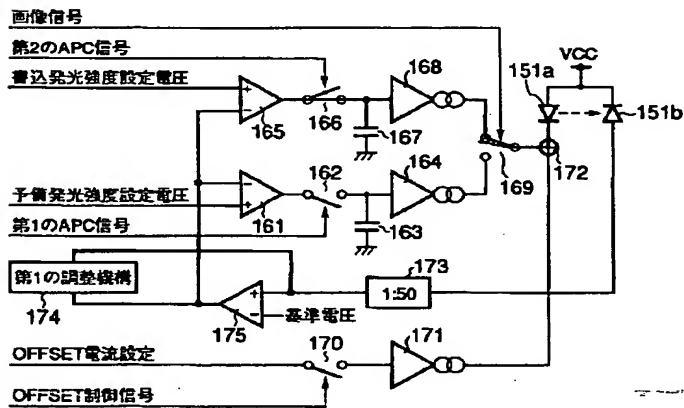 画像信号
第2のAPC信号
書込発光強度設定電圧
予備発光強度設定電圧
第1のAPC信号
第1の調整機構
174
OFFSET電流設定
OFFSET制御信号
165
166
167
168
161
162
163
164
169
VCC
151a
151b
172
173
1:50
175
基準電圧
170
171